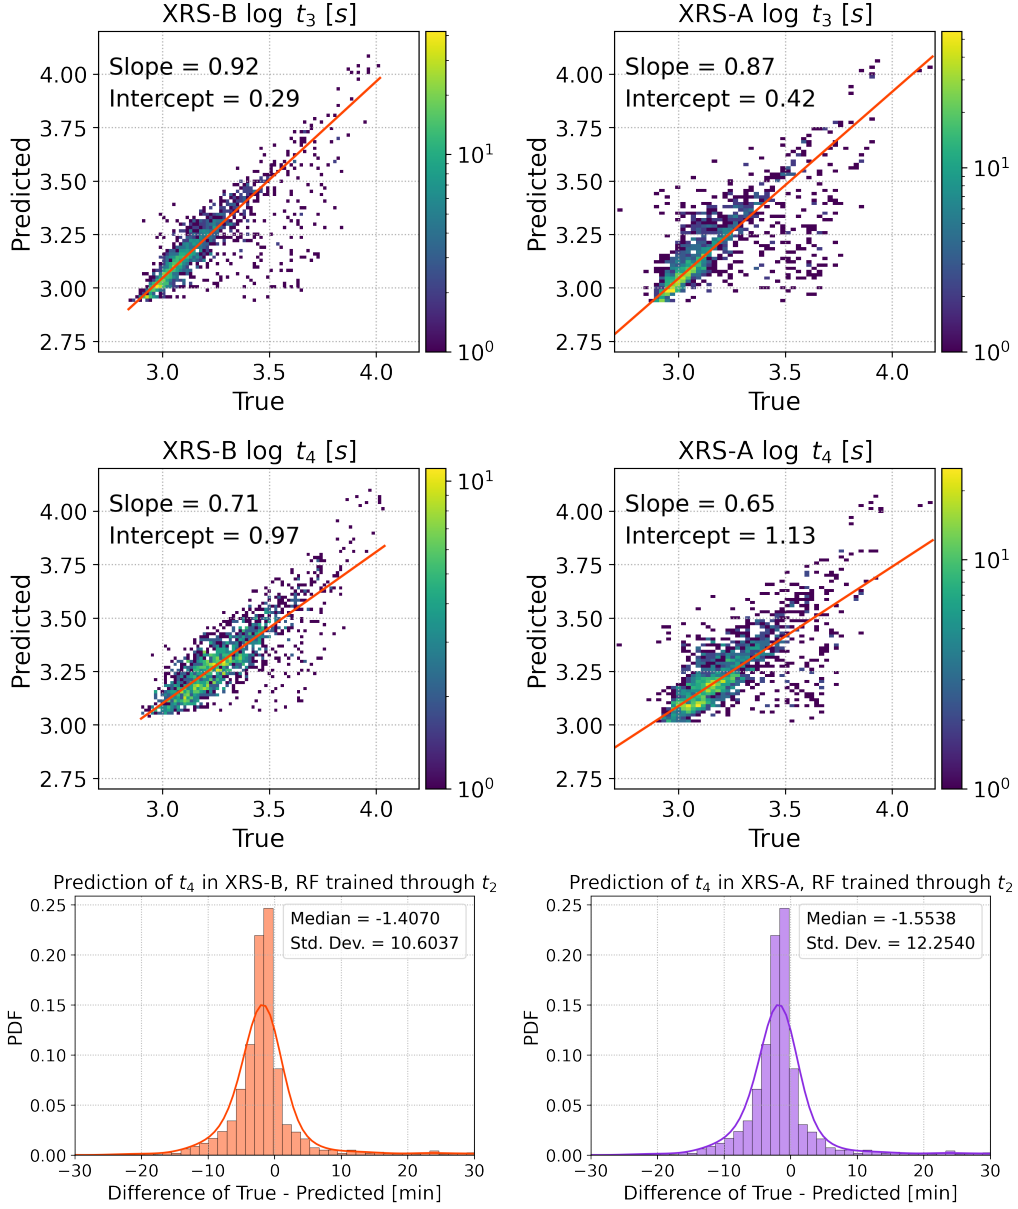 XRS-B log t₃ [s]
Slope = 0.92
Intercept = 0.29
4.00
3.75
3.50
3.25
3.00
2.75
Predicted
3.0 3.5 4.0
True
10¹
10⁰
XRS-A log t₃ [s]
Slope = 0.87
Intercept = 0.42
4.00
3.75
3.50
3.25
3.00
2.75
Predicted
3.0 3.5 4.0
True
10¹
10⁰
XRS-B log t₄ [s]
Slope = 0.71
Intercept = 0.97
4.00
3.75
3.50
3.25
3.00
2.75
Predicted
3.0 3.5 4.0
True
10¹
10⁰
XRS-A log t₄ [s]
Slope = 0.65
Intercept = 1.13
4.00
3.75
3.50
3.25
3.00
2.75
Predicted
3.0 3.5 4.0
True
10¹
10⁰
Prediction of t₄ in XRS-B, RF trained through t₂
Median = -1.4070
Std. Dev. = 10.6037
0.25
0.20
0.15
0.10
0.05
0.00
PDF
−30 −20 −10 0 10 20 30
Difference of True - Predicted [min]
Prediction of t₄ in XRS-A, RF trained through t₂
Median = -1.5538
Std. Dev. = 12.2540
0.25
0.20
0.15
0.10
0.05
0.00
PDF
−30 −20 −10 0 10 20 30
Difference of True - Predicted [min]